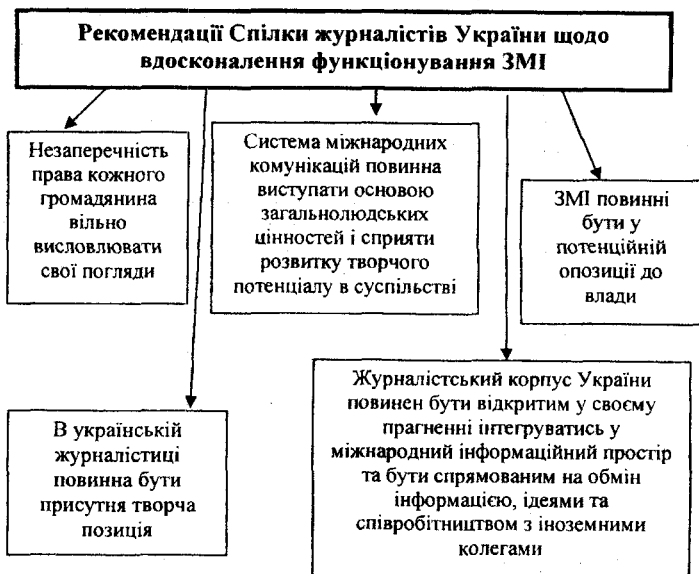 Рекомендації Спілки журналістів України щодо
вдосконалення функціонування ЗМІ
Незаперечність
права кожного
громадянина
вільно
висловлювати
свої погляди
Система міжнародних
комунікацій повинна
виступати основою
загальнолюдських
цінностей і сприяти
розвитку творчого
потенціалу в суспільстві
ЗМІ повинні
бути у
потенційній
опозиції до
влади
В українській
журналістиці
повинна бути
присутня творча
позиція
Журналістський корпус України
повинен бути відкритим у своєму
прагненні інтегруватись у
міжнародний інформаційний простір
та бути спрямованим на обмін
інформацією, ідеями та
співробітництвом з іноземними
колегами